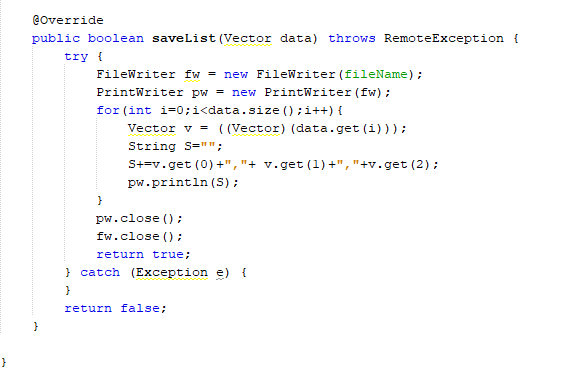 @Override
public boolean saveList(Vector data) throws RemoteException {
try {
FileWriter fw = new FileWriter(fileName);
PrintWriter pw = new PrintWriter(fw);
for(int i=0;i<data.size();i++){
Vector v = ((Vector)(data.get(i)));
String S="";
S+=v.get(0)+","+ v.get(1)+","+v.get(2);
pw.println(S);
}
pw.close();
fw.close();
return true;
} catch (Exception e) {
}
return false;
}
}